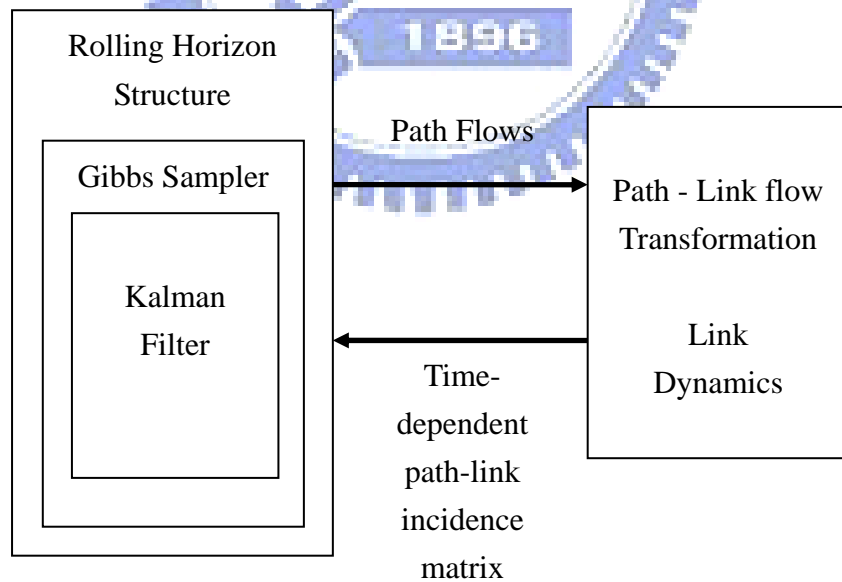 1896
Rolling Horizon
Structure
Gibbs Sampler
Kalman
Filter
Path Flows
Path - Link flow
Transformation
Link
Dynamics
Time-
dependent
path-link
incidence
matrix